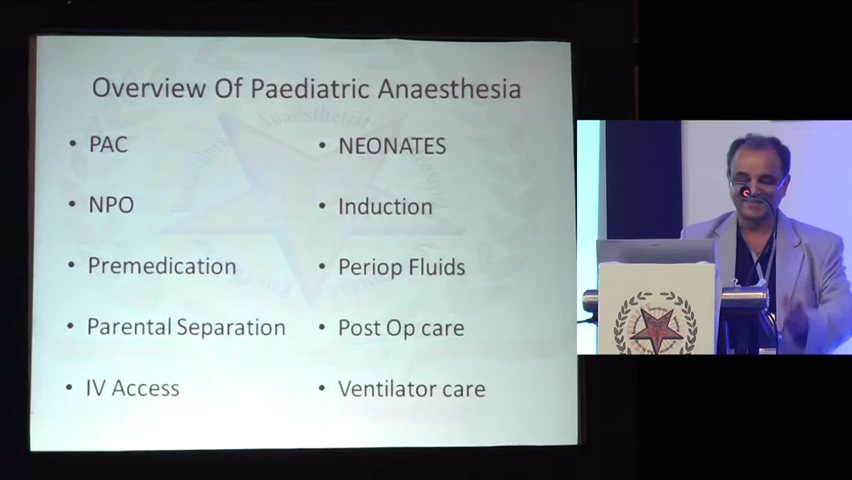 Overview Of Paediatric Anaesthesia
• PAC
• NPO
• Premedication
• Parental Separation
• IV Access
• NEONATES
• Induction
• Periop Fluids
• Post Op care
• Ventilator care